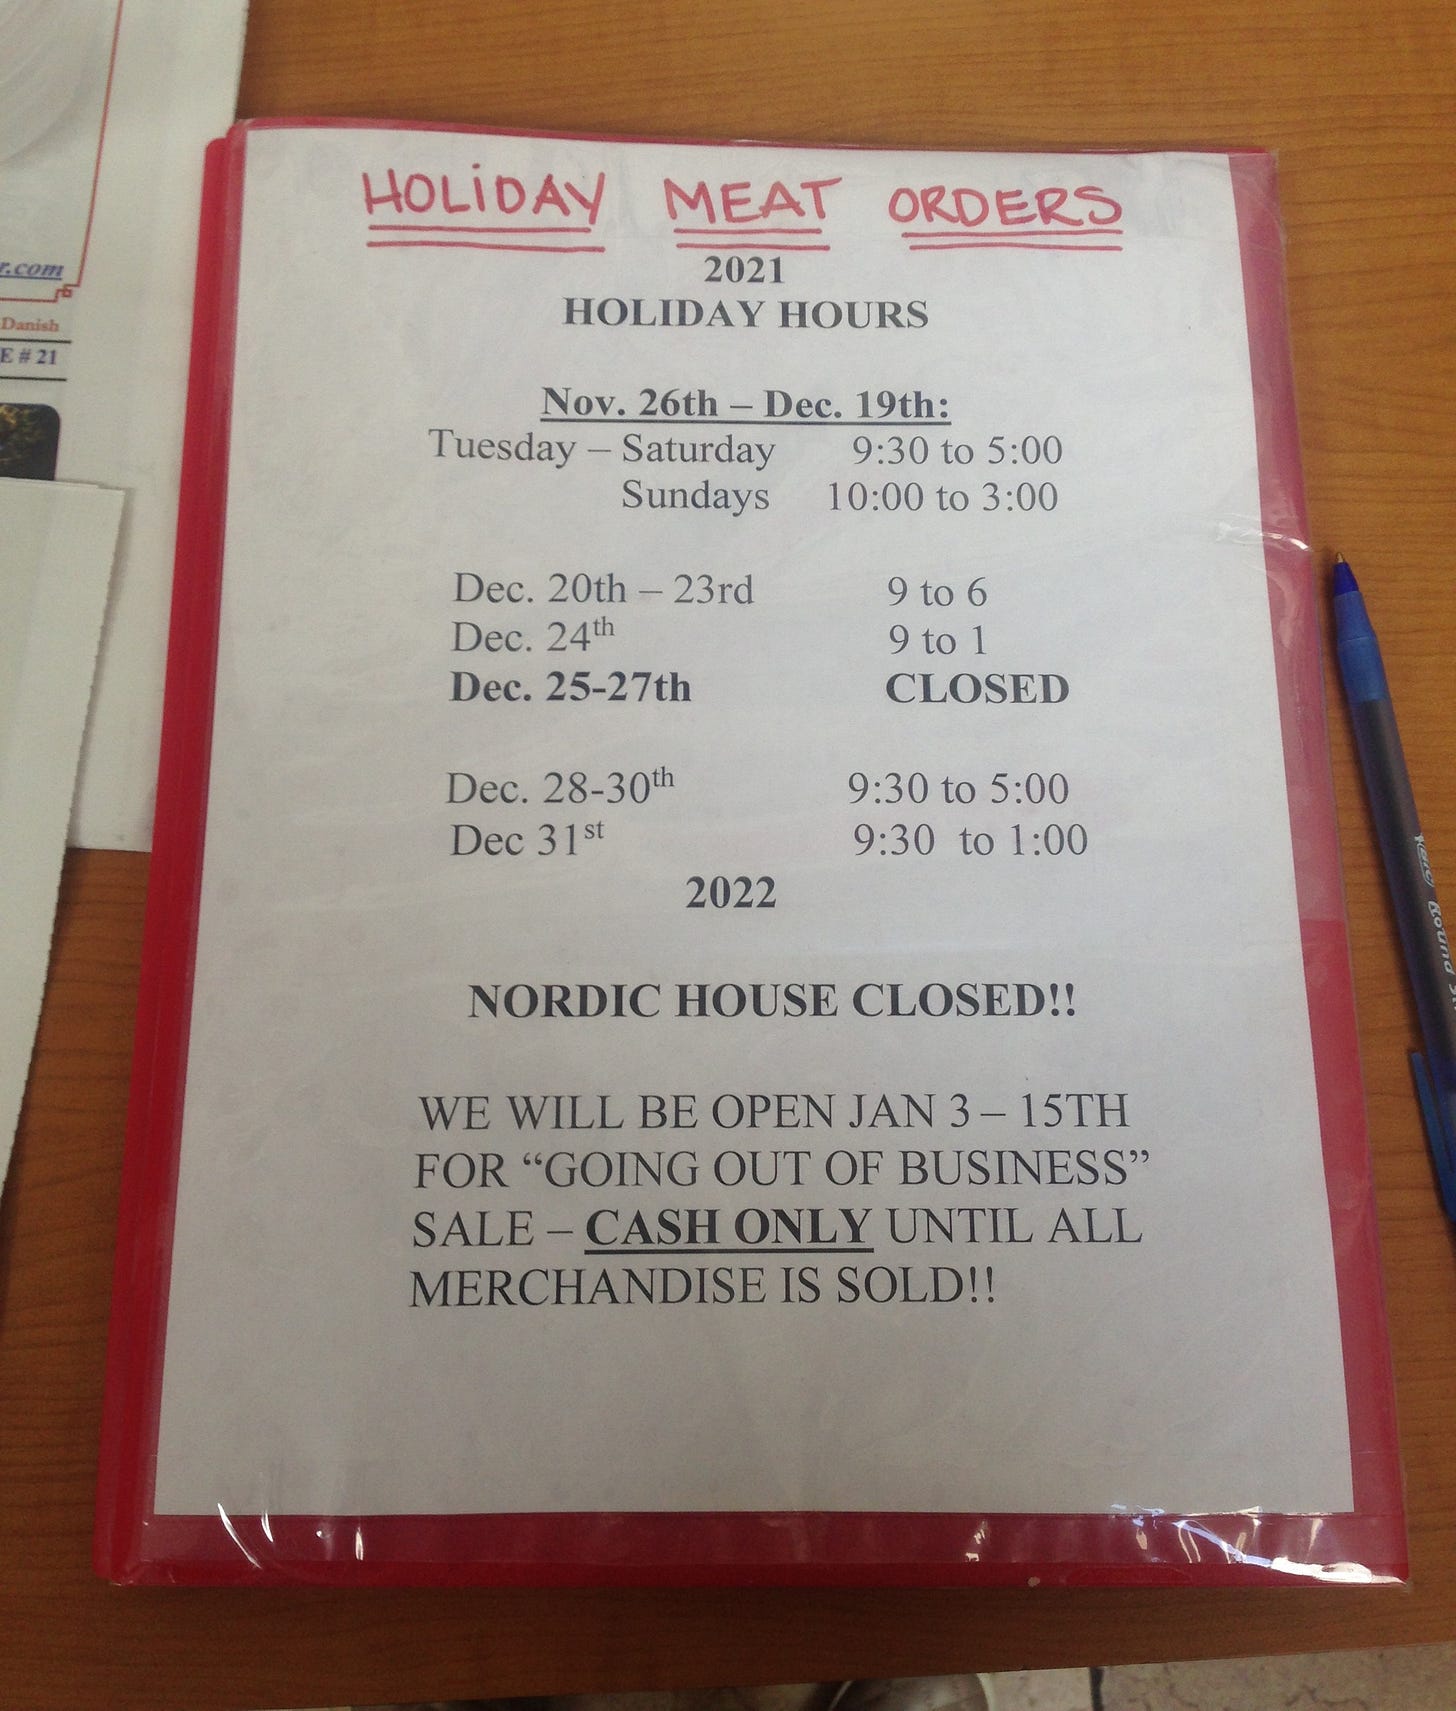 HOLIDAY MEAT ORDERS
2021
HOLIDAY HOURS
Nov. 26th – Dec. 19th:
Tuesday – Saturday 9:30 to 5:00
Sundays 10:00 to 3:00
Dec. 20th – 23rd 9 to 6
Dec. 24th 9 to 1
Dec. 25-27th CLOSED
Dec. 28-30th 9:30 to 5:00
Dec 31st 9:30 to 1:00
2022
NORDIC HOUSE CLOSED!!
WE WILL BE OPEN JAN 3 – 15TH
FOR “GOING OUT OF BUSINESS”
SALE – CASH ONLY UNTIL ALL
MERCHANDISE IS SOLD!!
r.com
Danish
E # 21
Round